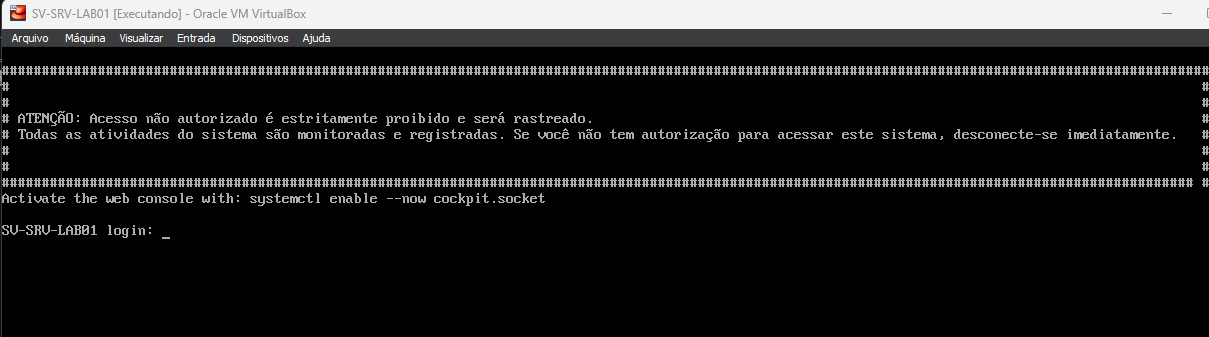 SV-SRV-LAB01 [Executando] - Oracle VM VirtualBox
Arquivo Máquina Visualizar Entrada Dispositivos Ajuda
#######################################################################################################################################################
# #
# #
# ATENÇÃO: Acesso não autorizado é estritamente proibido e será rastreado. #
# Todas as atividades do sistema são monitoradas e registradas. Se você não tem autorização para acessar este sistema, desconecte-se imediatamente. #
# #
# #
##################################################################################################################################################### #
Activate the web console with: systemctl enable --now cockpit.socket
SV-SRV-LAB01 login: _